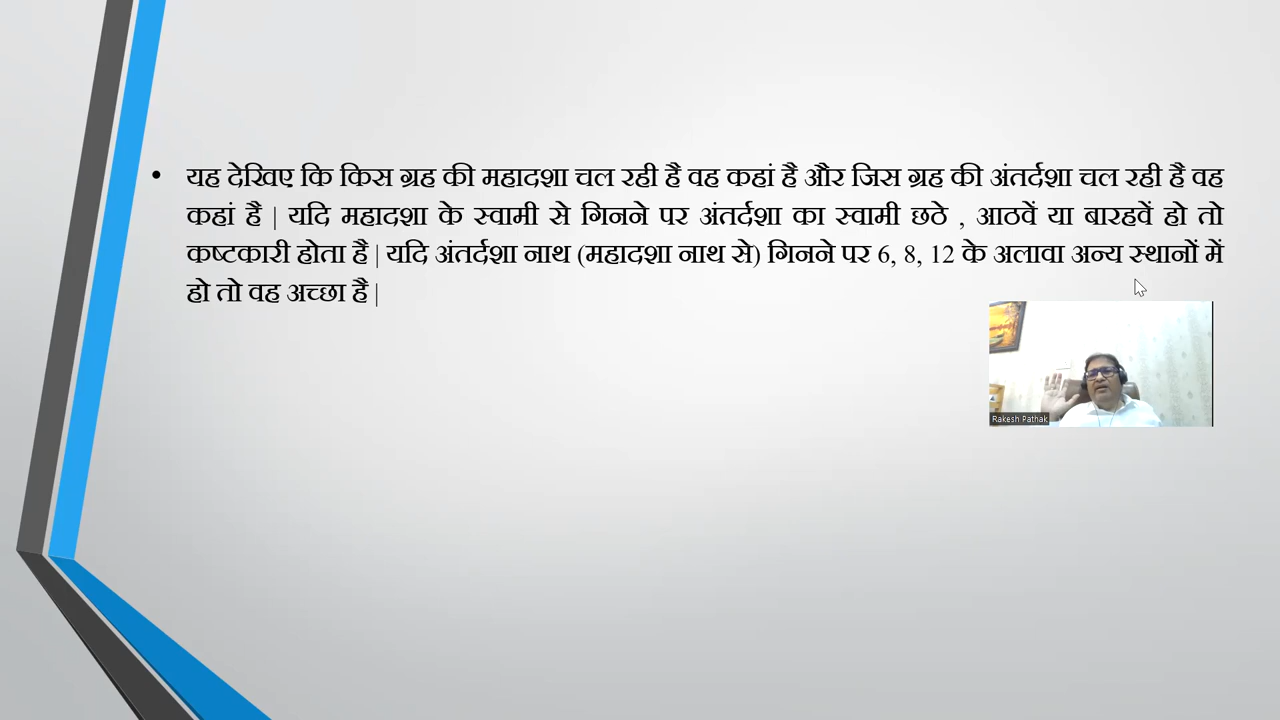 • यह देखिए कि किस ग्रह की महादशा चल रही है वह कहां है और जिस ग्रह की अंतर्दशा चल रही है वह
कहां है | यदि महादशा के स्वामी से गिनने पर अंतर्दशा का स्वामी छठे , आठवें या बारहवें हो तो
कष्टकारी होता है | यदि अंतर्दशा नाथ (महादशा नाथ से) गिनने पर 6, 8, 12 के अलावा अन्य स्थानों में
हो तो वह अच्छा है |
Rakesh Pathak